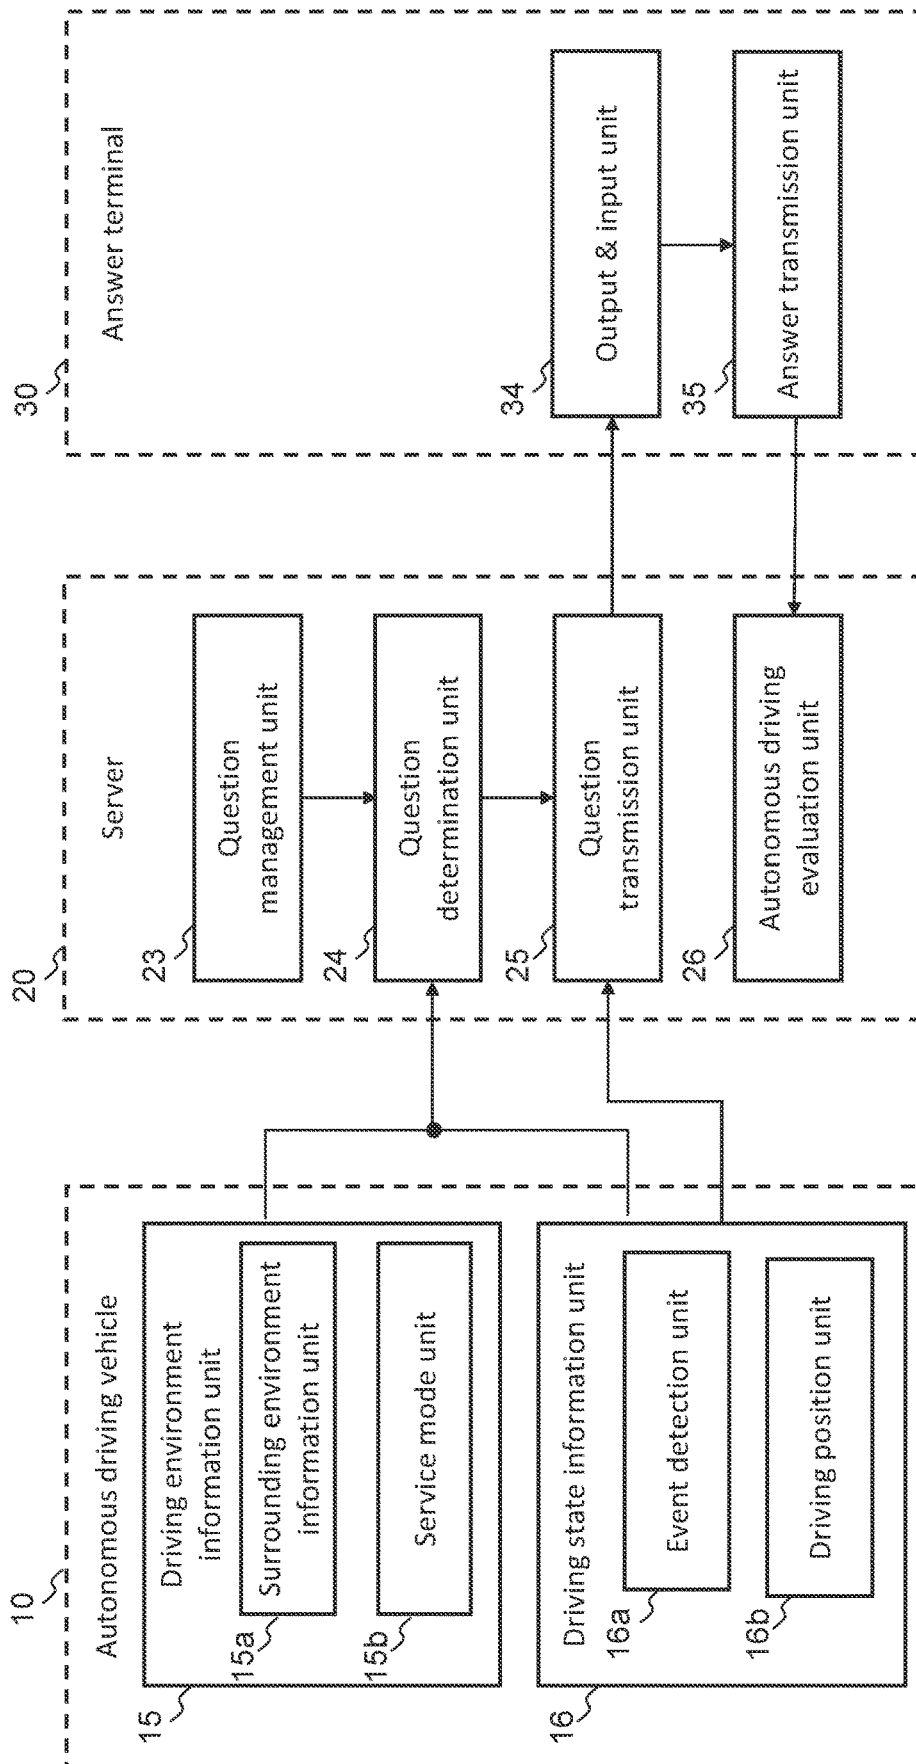 10
Autonomous driving vehicle
15
Driving environment
information unit
15a
Surrounding environment
information unit
15b
Service mode unit
16
Driving state information unit
16a
Event detection unit
16b
Driving position unit
20
Server
23
Question
management unit
24
Question
determination unit
25
Question
transmission unit
26
Autonomous driving
evaluation unit
30
Answer terminal
34
Output & input unit
35
Answer transmission unit